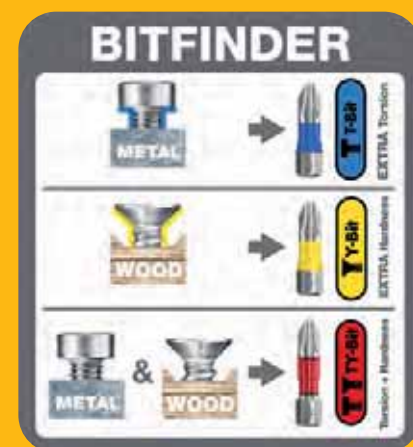 BITFINDER
METAL
T-Bit
EXTRA Torsion
WOOD
Y-Bit
EXTRA Hardness
METAL & WOOD
TY-Bit
Torsion + Hardness